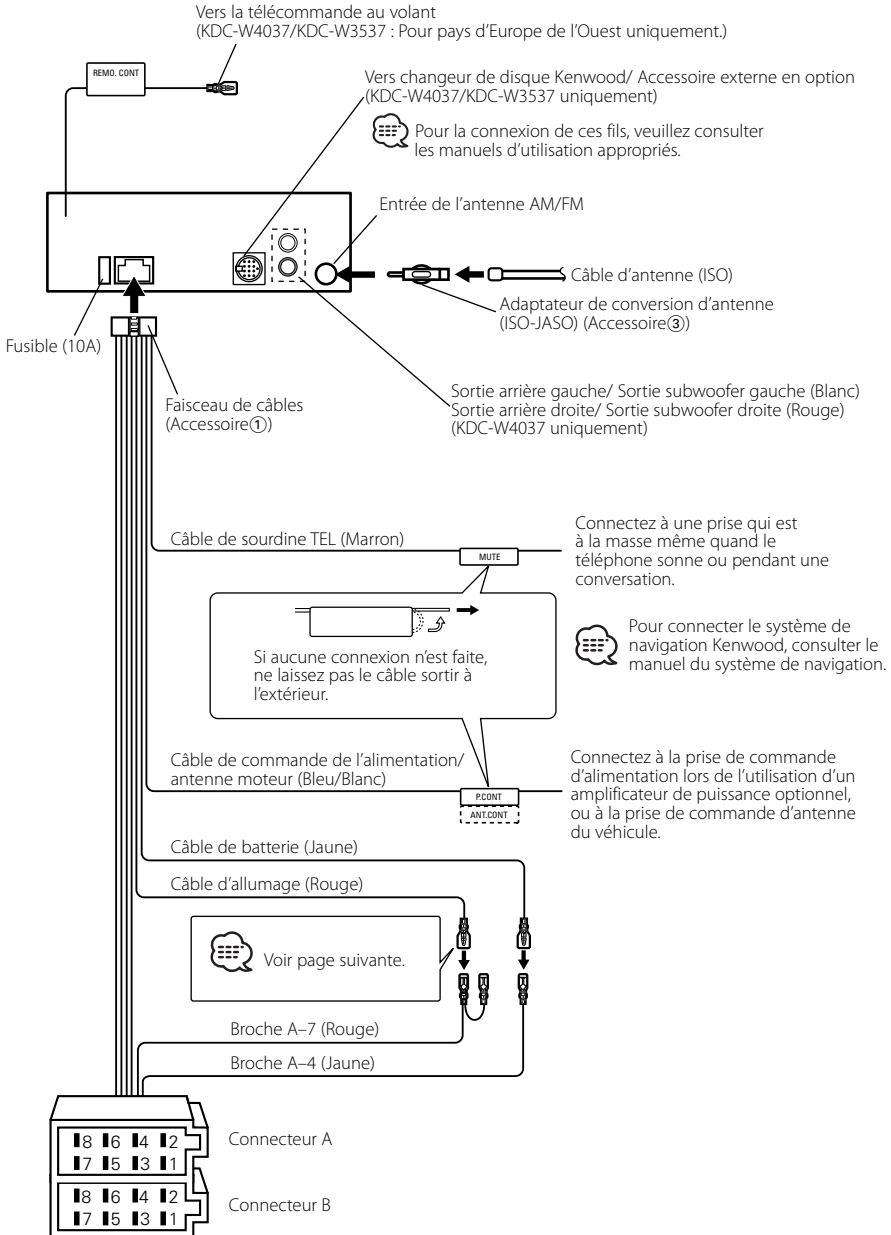 Vers la télécommande au volant
(KDC-W4037/KDC-W3537 : Pour pays d'Europe de l'Ouest uniquement.)
REMO. CONT
Vers changeur de disque Kenwood/ Accessoire externe en option
(KDC-W4037/KDC-W3537 uniquement)
Pour la connexion de ces fils, veuillez consulter
les manuels d'utilisation appropriés.
Entrée de l'antenne AM/FM
Câble d'antenne (ISO)
Adaptateur de conversion d'antenne
(ISO-JASO) (Accessoire③)
Fusible (10A)
Faisceau de câbles
(Accessoire①)
Sortie arrière gauche/ Sortie subwoofer gauche (Blanc)
Sortie arrière droite/ Sortie subwoofer droite (Rouge)
(KDC-W4037 uniquement)
Câble de sourdine TEL (Marron)
MUTE
Connectez à une prise qui est
à la masse même quand le
téléphone sonne ou pendant une
conversation.
Si aucune connexion n'est faite,
ne laissez pas le câble sortir à
l'extérieur.
Pour connecter le système de
navigation Kenwood, consulter le
manuel du système de navigation.
Câble de commande de l'alimentation/
antenne moteur (Bleu/Blanc)
P.CONT
ANT.CONT
Connectez à la prise de commande
d'alimentation lors de l'utilisation d'un
amplificateur de puissance optionnel,
ou à la prise de commande d'antenne
du véhicule.
Câble de batterie (Jaune)
Câble d'allumage (Rouge)
Voir page suivante.
Broche A–7 (Rouge)
Broche A–4 (Jaune)
8 6 4 2
7 5 3 1
Connecteur A
8 6 4 2
7 5 3 1
Connecteur B